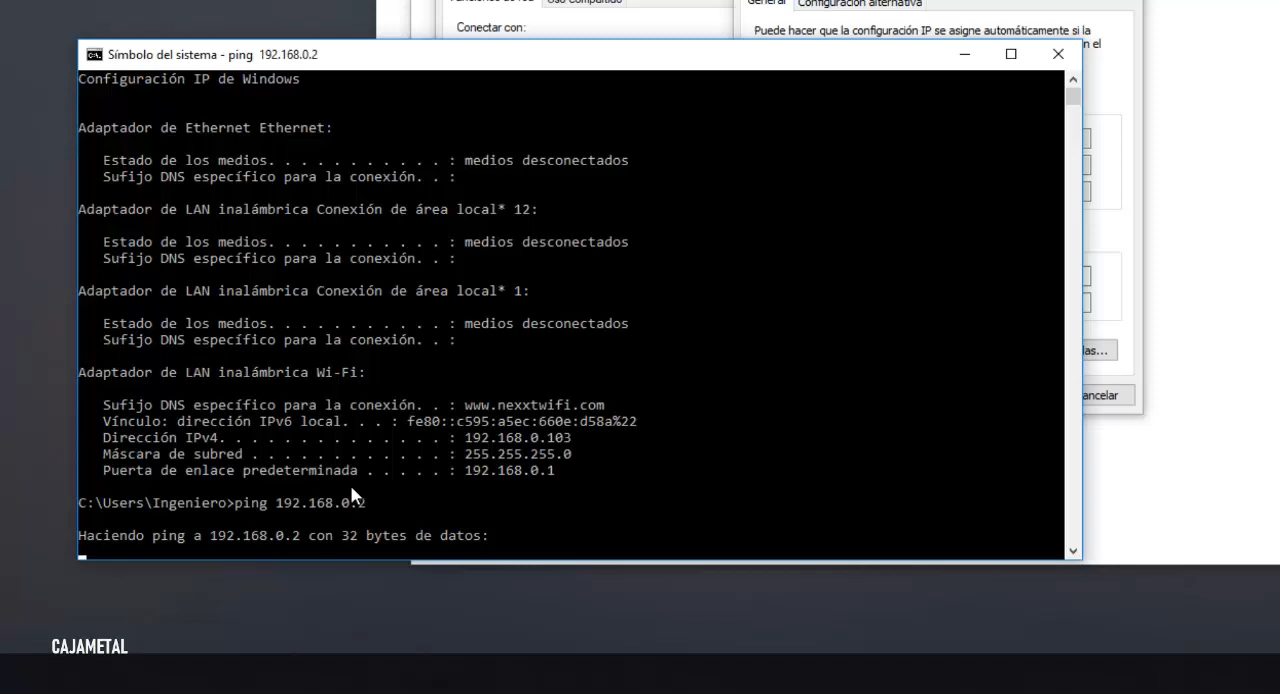 General
Configuración alternativa
Funciones de red
Uso compartido
Conectar con:
Puede hacer que la configuración IP se asigne automáticamente si la
n el
Símbolo del sistema - ping 192.168.0.2
Configuración IP de Windows
Adaptador de Ethernet Ethernet:
Estado de los medios. . . . . . . . . . . : medios desconectados
Sufijo DNS específico para la conexión. . :
Adaptador de LAN inalámbrica Conexión de área local* 12:
Estado de los medios. . . . . . . . . . . : medios desconectados
Sufijo DNS específico para la conexión. . :
Adaptador de LAN inalámbrica Conexión de área local* 1:
Estado de los medios. . . . . . . . . . . : medios desconectados
Sufijo DNS específico para la conexión. . :
Adaptador de LAN inalámbrica Wi-Fi:
Sufijo DNS específico para la conexión. . : www.nexxtwifi.com
Vínculo: dirección IPv6 local. . . : fe80::c595:a5ec:660e:d58a%22
Dirección IPv4. . . . . . . . . . . . . . : 192.168.0.103
Máscara de subred . . . . . . . . . . . . : 255.255.255.0
Puerta de enlace predeterminada . . . . . : 192.168.0.1
C:\Users\Ingeniero>ping 192.168.0.2
Haciendo ping a 192.168.0.2 con 32 bytes de datos:
las...
ancelar
CAJAMETAL